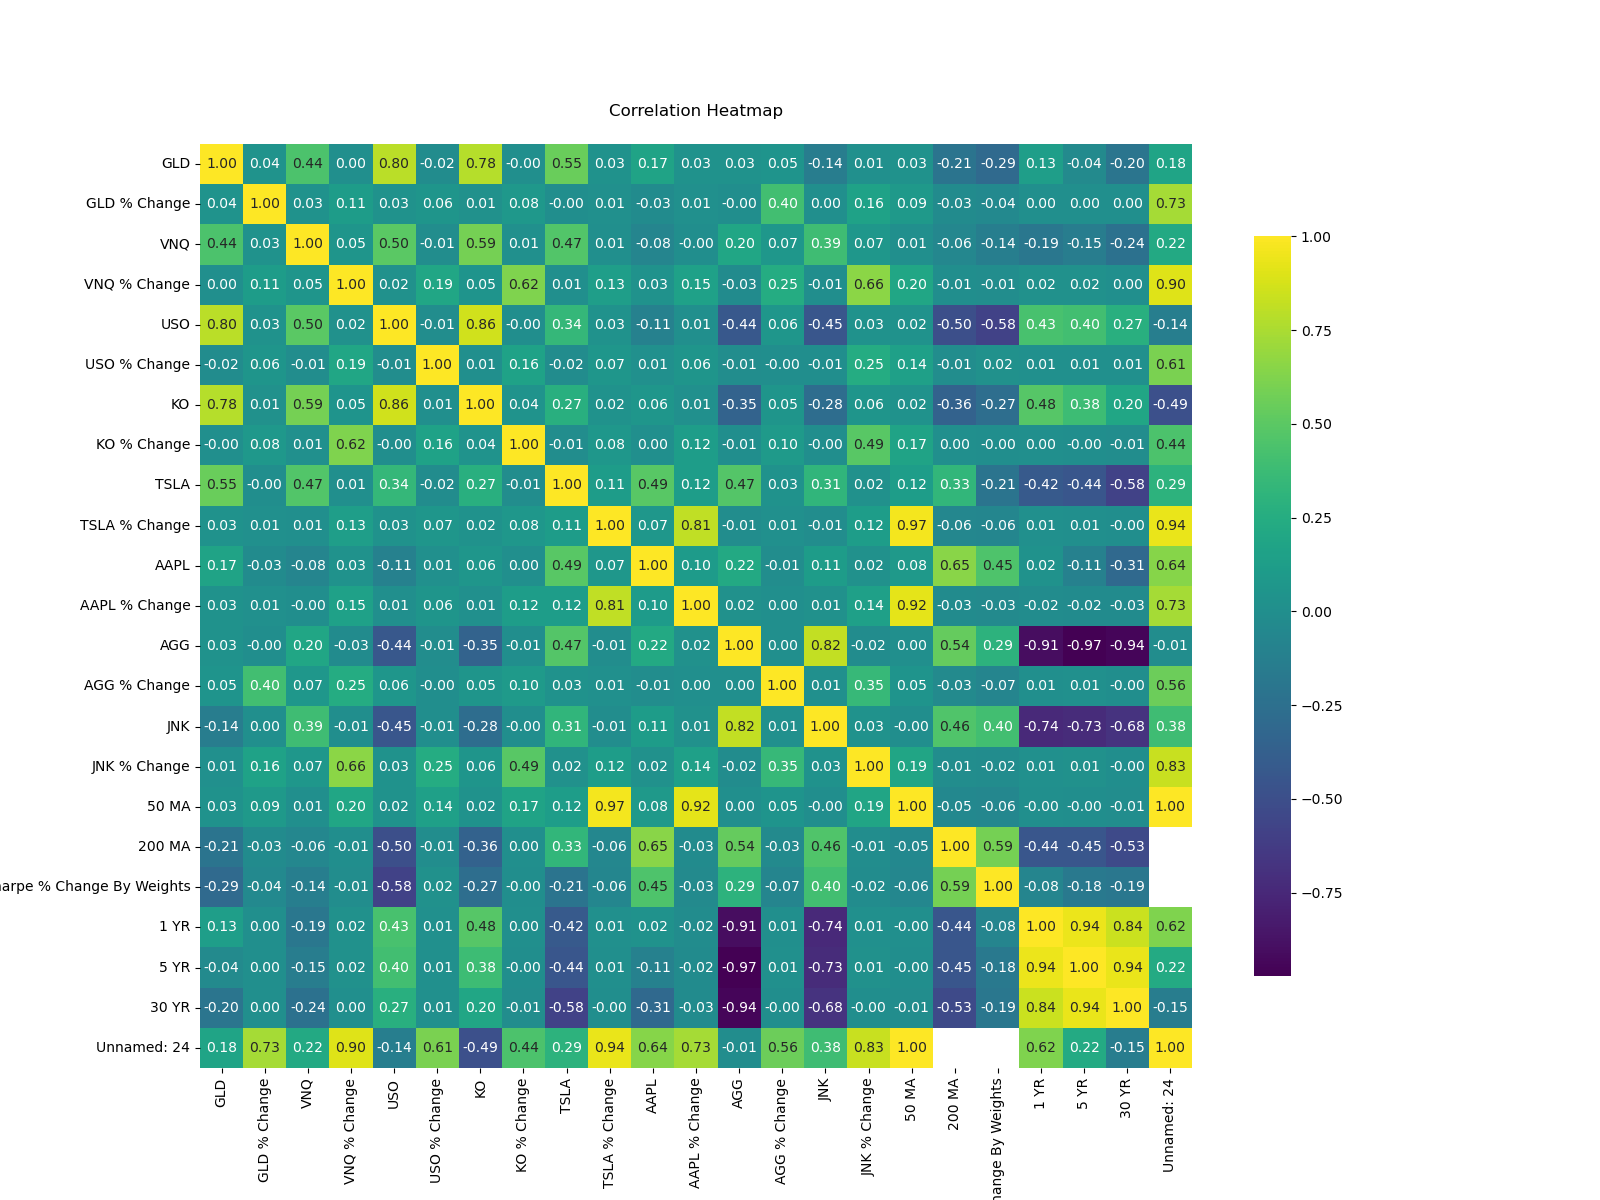 Correlation Heatmap
GLD 1.00 0.04 0.44 0.00 0.80 -0.02 0.78 -0.00 0.55 0.03 0.17 0.03 0.03 0.05 -0.14 0.01 0.03 -0.21 -0.29 0.13 -0.04 -0.20 0.18
GLD % Change 0.04 1.00 0.03 0.11 0.03 0.06 0.01 0.08 -0.00 0.01 -0.03 0.01 -0.00 0.40 0.00 0.16 0.09 -0.03 -0.04 0.00 0.00 0.00 0.73
VNQ 0.44 0.03 1.00 0.05 0.50 -0.01 0.59 0.01 0.47 0.01 -0.08 -0.00 0.20 0.07 0.39 0.07 0.01 -0.06 -0.14 -0.19 -0.15 -0.24 0.22
VNQ % Change 0.00 0.11 0.05 1.00 0.02 0.19 0.05 0.62 0.01 0.13 0.03 0.15 -0.03 0.25 -0.01 0.66 0.20 -0.01 -0.01 0.02 0.02 0.00 0.90
USO 0.80 0.03 0.50 0.02 1.00 -0.01 0.86 -0.00 0.34 0.03 -0.11 0.01 -0.44 0.06 -0.45 0.03 0.02 -0.50 -0.58 0.43 0.40 0.27 -0.14
USO % Change -0.02 0.06 -0.01 0.19 -0.01 1.00 0.01 0.16 -0.02 0.07 0.01 0.06 -0.01 -0.00 -0.01 0.25 0.14 -0.01 0.02 0.01 0.01 0.01 0.61
KO 0.78 0.01 0.59 0.05 0.86 0.01 1.00 0.04 0.27 0.02 0.06 0.01 -0.35 0.05 -0.28 0.06 0.02 -0.36 -0.27 0.48 0.38 0.20 -0.49
KO % Change -0.00 0.08 0.01 0.62 -0.00 0.16 0.04 1.00 -0.01 0.08 0.00 0.12 -0.01 0.10 -0.00 0.49 0.17 0.00 -0.00 0.00 -0.00 -0.01 0.44
TSLA 0.55 -0.00 0.47 0.01 0.34 -0.02 0.27 -0.01 1.00 0.11 0.49 0.12 0.47 0.03 0.31 0.02 0.12 0.33 -0.21 -0.42 -0.44 -0.58 0.29
TSLA % Change 0.03 0.01 0.01 0.13 0.03 0.07 0.02 0.08 0.11 1.00 0.07 0.81 -0.01 0.01 -0.01 0.12 0.97 -0.06 -0.06 0.01 0.01 -0.00 0.94
AAPL 0.17 -0.03 -0.08 0.03 -0.11 0.01 0.06 0.00 0.49 0.07 1.00 0.10 0.22 -0.01 0.11 0.02 0.08 0.65 0.45 0.02 -0.11 -0.31 0.64
AAPL % Change 0.03 0.01 -0.00 0.15 0.01 0.06 0.01 0.12 0.12 0.81 0.10 1.00 0.02 0.00 0.01 0.14 0.92 -0.03 -0.03 -0.02 -0.02 -0.03 0.73
AGG 0.03 -0.00 0.20 -0.03 -0.44 -0.01 -0.35 -0.01 0.47 -0.01 0.22 0.02 1.00 0.00 0.82 -0.02 0.00 0.54 0.29 -0.91 -0.97 -0.94 -0.01
AGG % Change 0.05 0.40 0.07 0.25 0.06 -0.00 0.05 0.10 0.03 0.01 -0.01 0.00 0.00 1.00 0.01 0.35 0.05 -0.03 -0.07 0.01 0.01 -0.00 0.56
JNK -0.14 0.00 0.39 -0.01 -0.45 -0.01 -0.28 -0.00 0.31 -0.01 0.11 0.01 0.82 0.01 1.00 0.03 -0.00 0.46 0.40 -0.74 -0.73 -0.68 0.38
JNK % Change 0.01 0.16 0.07 0.66 0.03 0.25 0.06 0.49 0.02 0.12 0.02 0.14 -0.02 0.35 0.03 1.00 0.19 -0.01 -0.02 0.01 0.01 -0.00 0.83
50 MA 0.03 0.09 0.01 0.20 0.02 0.14 0.02 0.17 0.12 0.97 0.08 0.92 0.00 0.05 -0.00 0.19 1.00 -0.05 -0.06 -0.00 -0.00 -0.01 1.00
200 MA -0.21 -0.03 -0.06 -0.01 -0.50 -0.01 -0.36 0.00 0.33 -0.06 0.65 -0.03 0.54 -0.03 0.46 -0.01 -0.05 1.00 0.59 -0.44 -0.45 -0.53
arpe % Change By Weights -0.29 -0.04 -0.14 -0.01 -0.58 0.02 -0.27 -0.00 -0.21 -0.06 0.45 -0.03 0.29 -0.07 0.40 -0.02 -0.06 0.59 1.00 -0.08 -0.18 -0.19
1 YR 0.13 0.00 -0.19 0.02 0.43 0.01 0.48 0.00 -0.42 0.01 0.02 -0.02 -0.91 0.01 -0.74 0.01 -0.00 -0.44 -0.08 1.00 0.94 0.84 0.62
5 YR -0.04 0.00 -0.15 0.02 0.40 0.01 0.38 -0.00 -0.44 0.01 -0.11 -0.02 -0.97 0.01 -0.73 0.01 -0.00 -0.45 -0.18 0.94 1.00 0.94 0.22
30 YR -0.20 0.00 -0.24 0.00 0.27 0.01 0.20 -0.01 -0.58 -0.00 -0.31 -0.03 -0.94 -0.00 -0.68 -0.00 -0.01 -0.53 -0.19 0.84 0.94 1.00 -0.15
Unnamed: 24 0.18 0.73 0.22 0.90 -0.14 0.61 -0.49 0.44 0.29 0.94 0.64 0.73 -0.01 0.56 0.38 0.83 1.00 0.62 0.22 -0.15 1.00
GLD
GLD % Change
VNQ
VNQ % Change
USO
USO % Change
KO
KO % Change
TSLA
TSLA % Change
AAPL
AAPL % Change
AGG
AGG % Change
JNK
JNK % Change
50 MA
200 MA
hange By Weights
1 YR
5 YR
30 YR
Unnamed: 24
1.00
0.75
0.50
0.25
0.00
−0.25
−0.50
−0.75